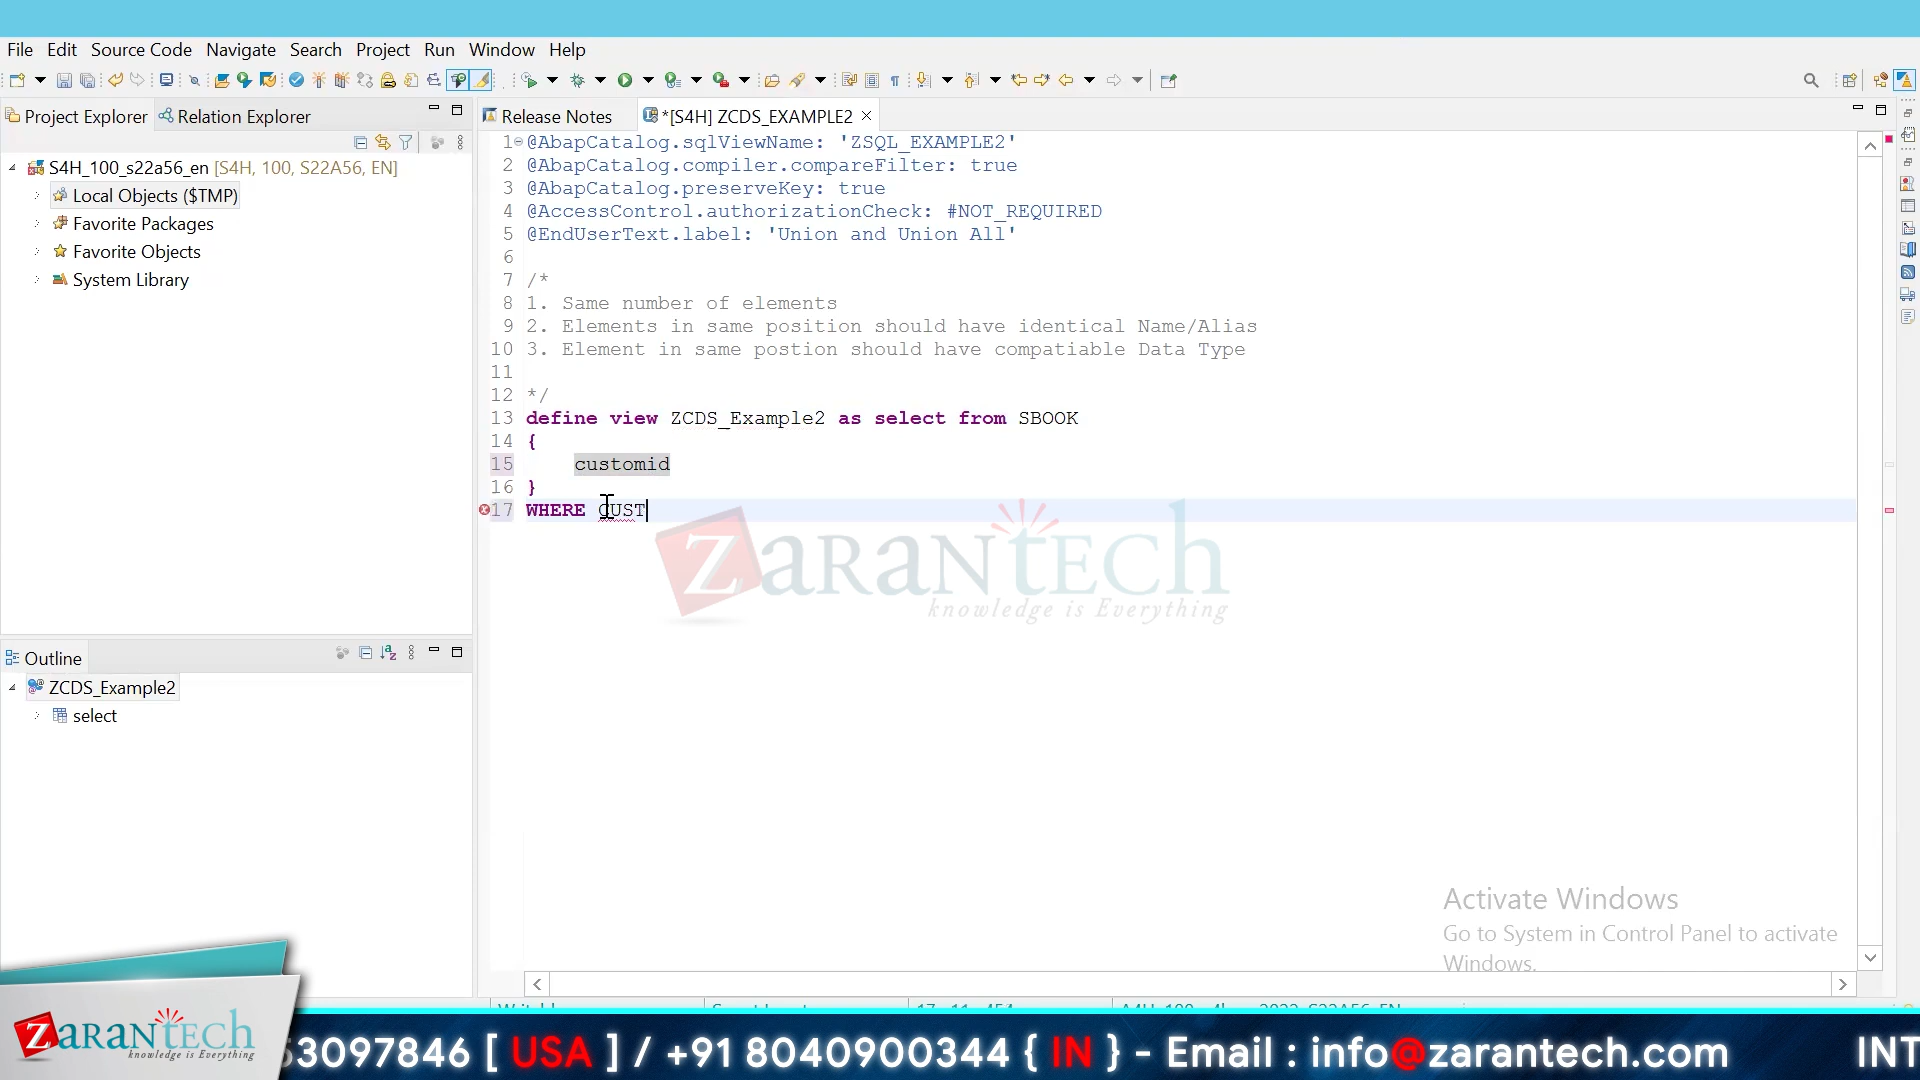 File Edit Source Code Navigate Search Project Run Window Help
Project Explorer Relation Explorer
Release Notes *[S4H] ZCDS_EXAMPLE2
S4H_100_s22a56_en [S4H, 100, S22A56, EN]
Local Objects ($TMP)
Favorite Packages
Favorite Objects
System Library
1 @AbapCatalog.sqlViewName: 'ZSQL_EXAMPLE2'
2 @AbapCatalog.compiler.compareFilter: true
3 @AbapCatalog.preserveKey: true
4 @AccessControl.authorizationCheck: #NOT_REQUIRED
5 @EndUserText.label: 'Union and Union All'
6
7 /*
8 1. Same number of elements
9 2. Elements in same position should have identical Name/Alias
10 3. Element in same postion should have compatiable Data Type
11
12 */
13 define view ZCDS_Example2 as select from SBOOK
14 {
15 customid
16 }
17 WHERE CUST
ZARANTECH
knowledge is Everything
Outline
ZCDS_Example2
select
Activate Windows
Go to System in Control Panel to activate
Windows.
ZARANTECH
knowledge is Everything
53097846 [ USA ] / +91 8040900344 { IN } - Email : info@zarantech.com INT